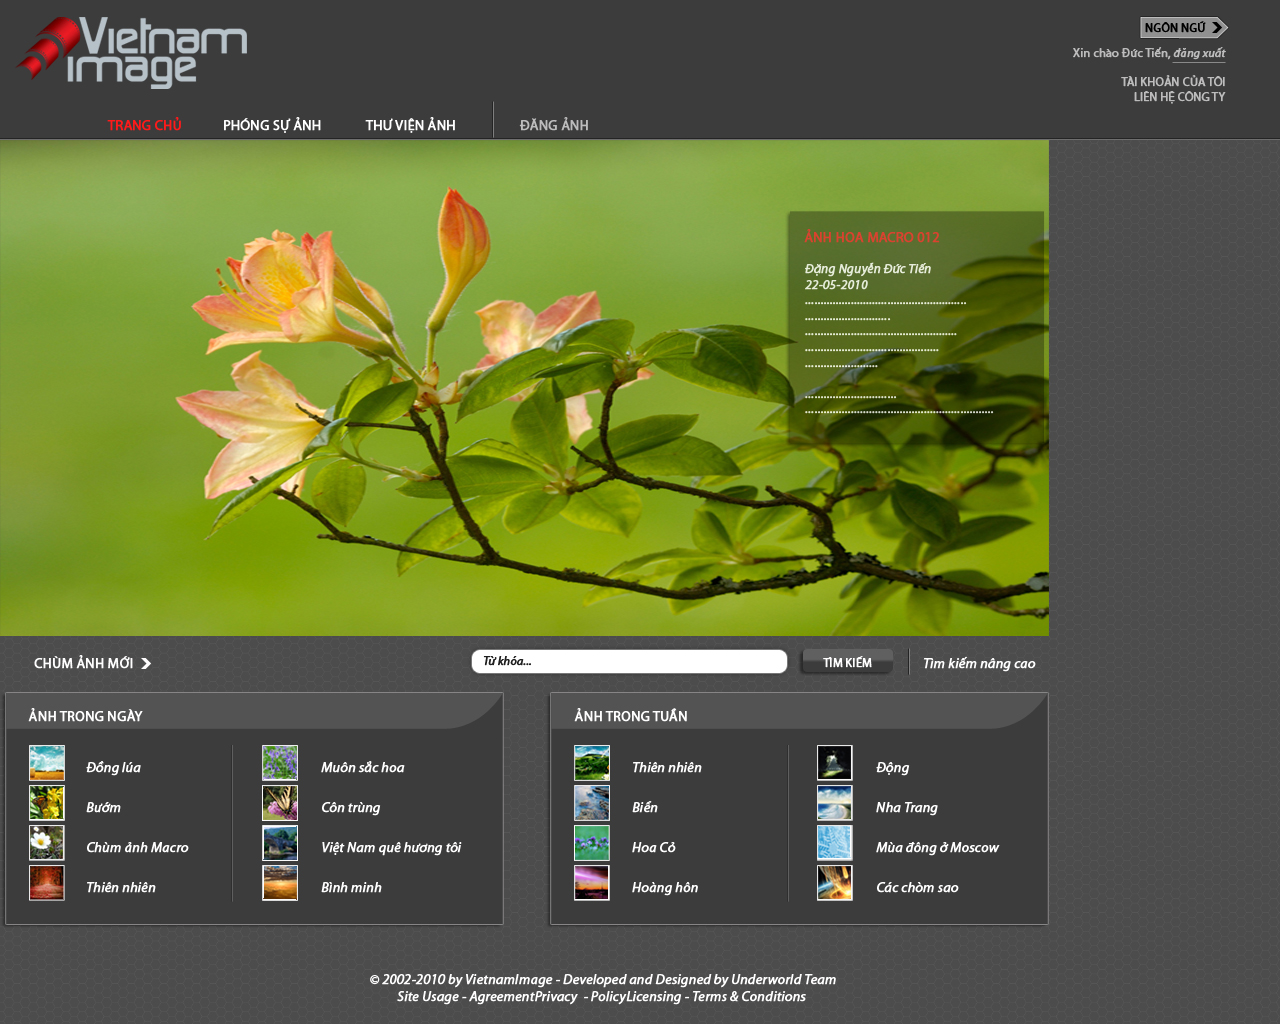 Vietnam
image
NGÔN NGỮ
Xin chào Đức Tiến, đăng xuất
TÀI KHOẢN CỦA TÔI
LIÊN HỆ CÔNG TY
TRANG CHỦ PHÓNG SỰ ẢNH THƯ VIỆN ẢNH ĐĂNG ẢNH
ẢNH HOA MACRO 012
Đặng Nguyễn Đức Tiến
22-05-2010
CHÙM ẢNH MỚI
Từ khóa...
TÌM KIẾM
Tìm kiếm nâng cao
ẢNH TRONG NGÀY
Đồng lúa
Bướm
Chùm ảnh Macro
Thiên nhiên
Muôn sắc hoa
Côn trùng
Việt Nam quê hương tôi
Bình minh
ẢNH TRONG TUẦN
Thiên nhiên
Biển
Hoa Cỏ
Hoàng hôn
Động
Nha Trang
Mùa đông ở Moscow
Các chòm sao
© 2002-2010 by VietnamImage - Developed and Designed by Underworld Team
Site Usage - AgreementPrivacy - PolicyLicensing - Terms & Conditions